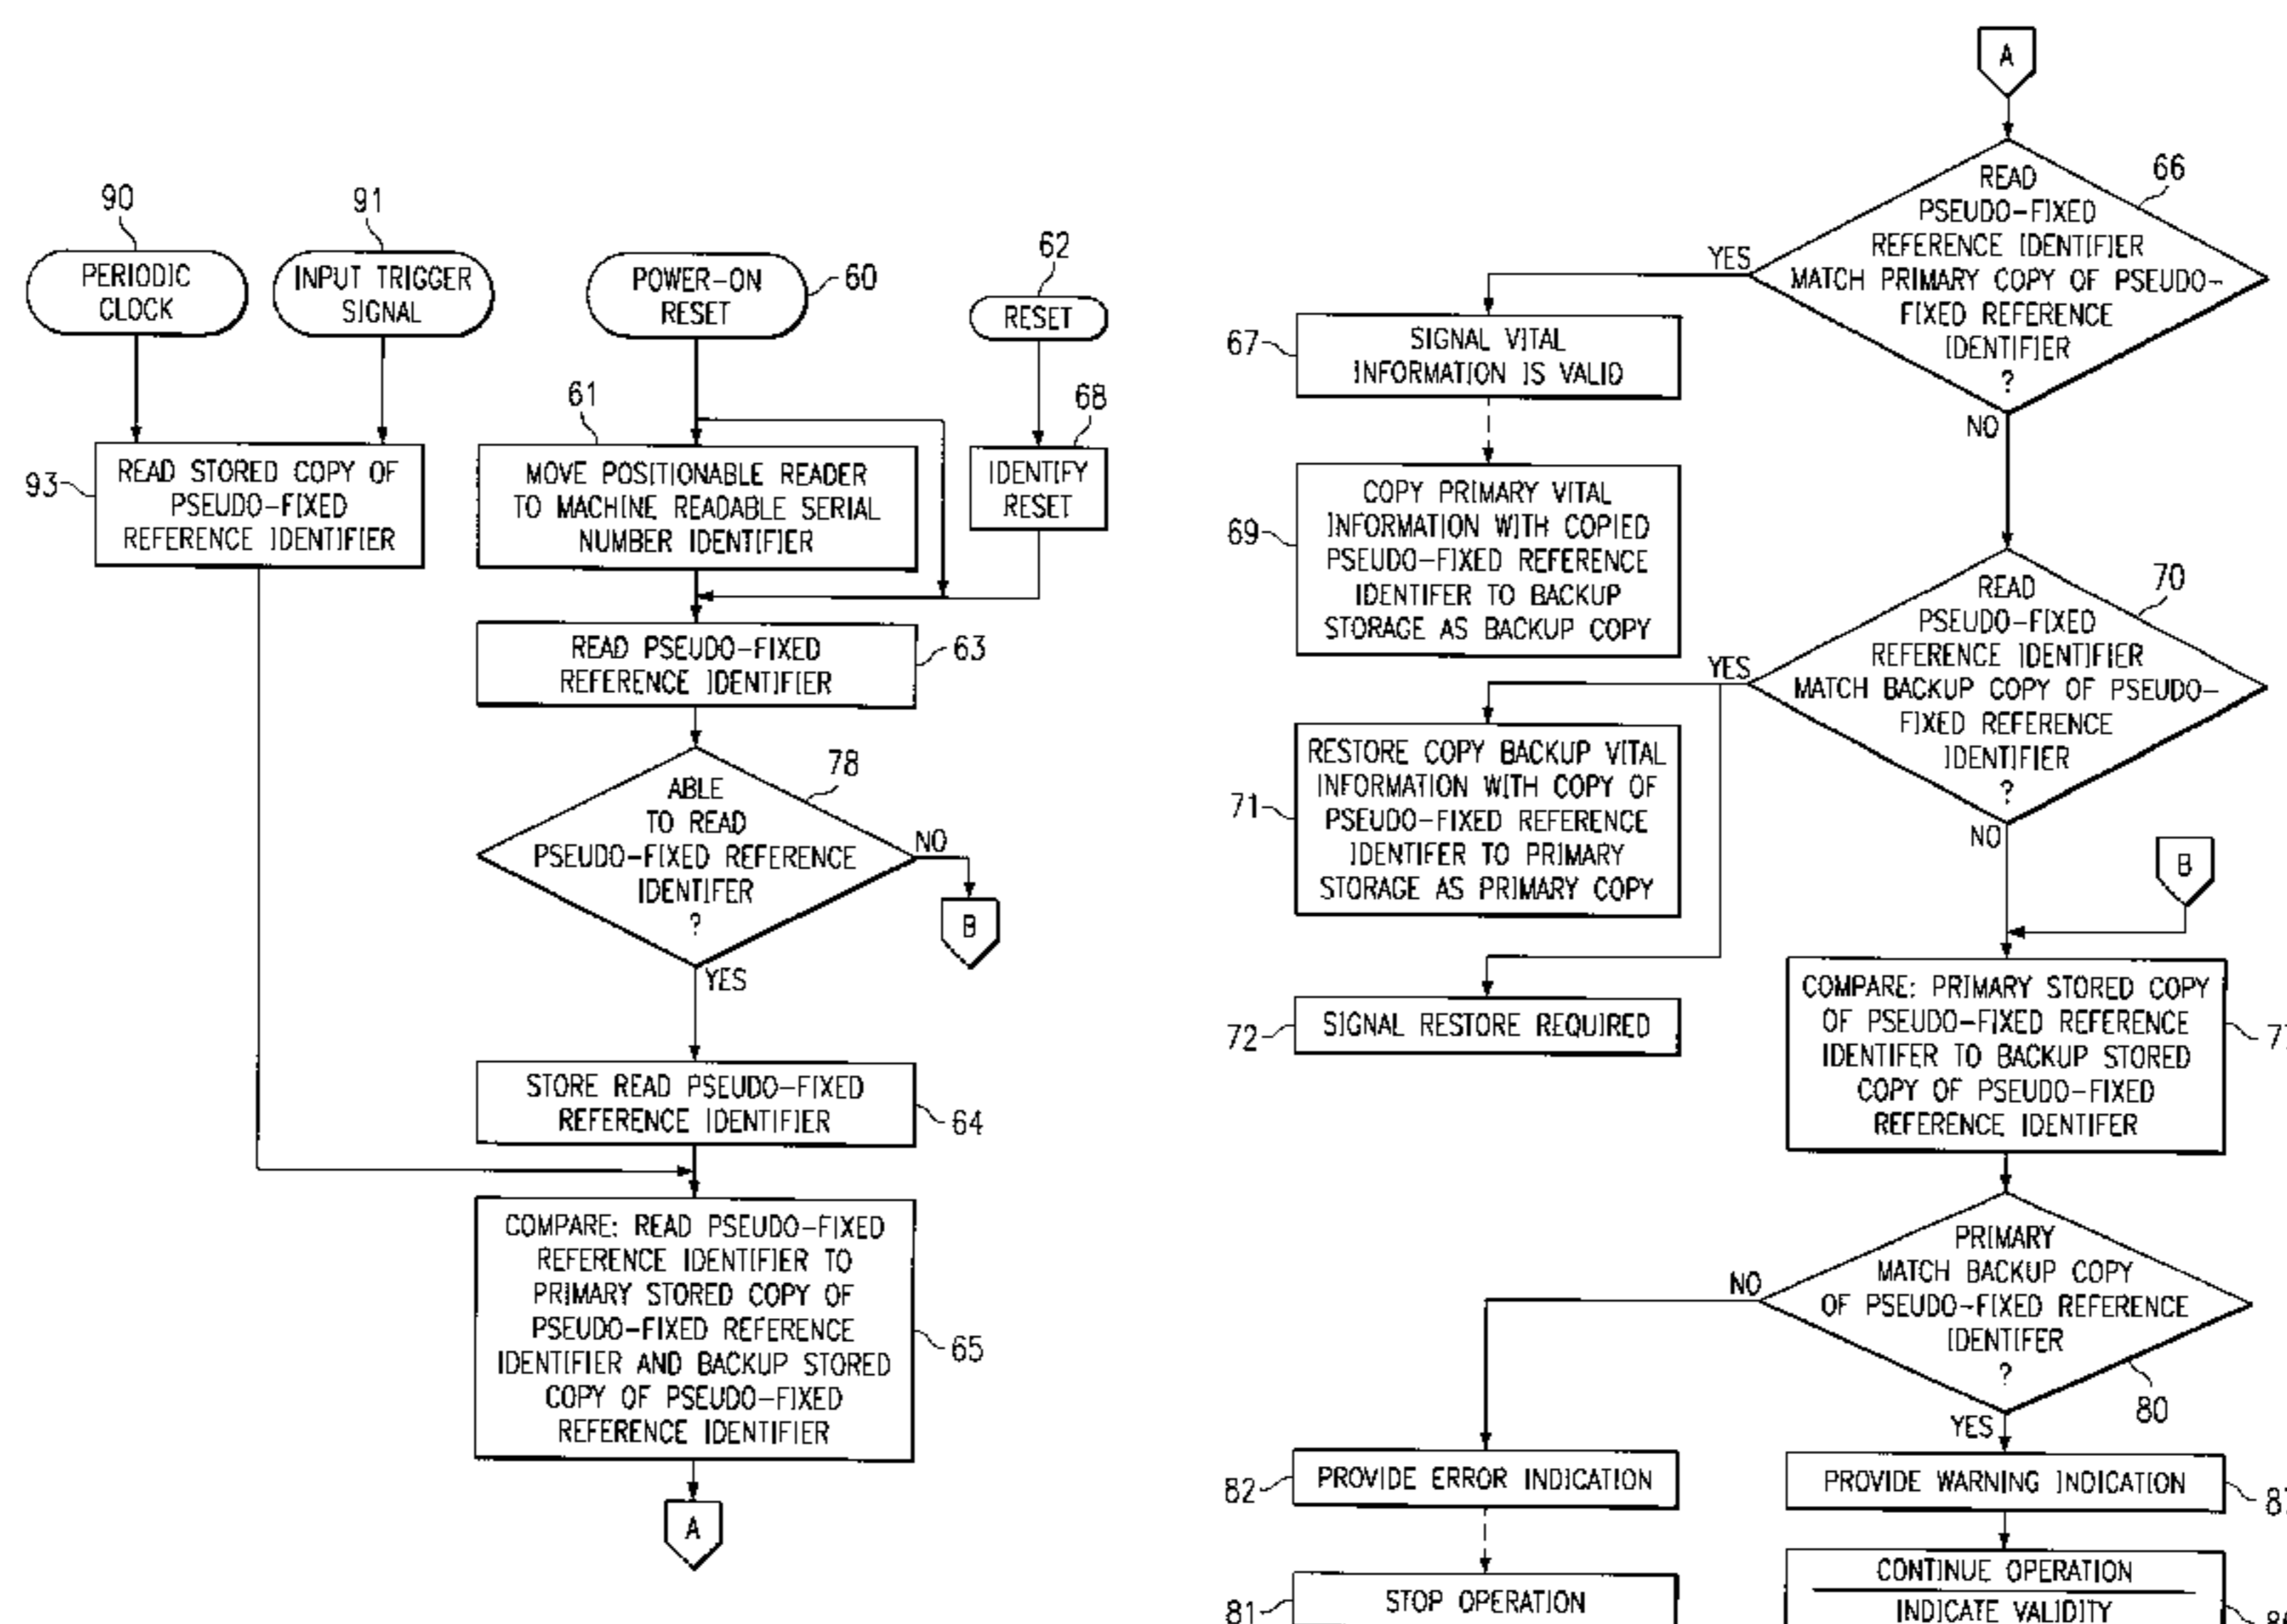 90
PERIODIC
CLOCK
91
INPUT TRIGGER
SIGNAL
93
READ STORED COPY OF
PSEUDO-FIXED
REFERENCE IDENTIFIER
POWER-ON
RESET
60
62
RESET
61
MOVE POSITIONABLE READER
TO MACHINE READABLE SERIAL
NUMBER IDENTIFIER
68
IDENTIFY
RESET
READ PSEUDO-FIXED
REFERENCE IDENTIFIER
63
78
ABLE
TO READ
PSEUDO-FIXED REFERENCE
IDENTIFER
?
NO
B
YES
STORE READ PSEUDO-FIXED
REFERENCE IDENTIFIER
64
COMPARE: READ PSEUDO-FIXED
REFERENCE IDENTIFIER TO
PRIMARY STORED COPY OF
PSEUDO-FIXED REFERENCE
IDENTIFIER AND BACKUP STORED
COPY OF PSEUDO-FIXED
REFERENCE IDENTIFIER
65
A
A
66
READ
PSEUDO-FIXED
REFERENCE IDENTIFIER
MATCH PRIMARY COPY OF PSEUDO-
FIXED REFERENCE
IDENTIFIER
?
YES
NO
67
SIGNAL VITAL
INFORMATION IS VALID
69
COPY PRIMARY VITAL
INFORMATION WITH COPIED
PSEUDO-FIXED REFERENCE
IDENTIFER TO BACKUP
STORAGE AS BACKUP COPY
70
READ
PSEUDO-FIXED
REFERENCE IDENTIFIER
MATCH BACKUP COPY OF PSEUDO-
FIXED REFERENCE
IDENTIFIER
?
YES
NO
71
RESTORE COPY BACKUP VITAL
INFORMATION WITH COPY OF
PSEUDO-FIXED REFERENCE
IDENTIFER TO PRIMARY
STORAGE AS PRIMARY COPY
72
SIGNAL RESTORE REQUIRED
B
COMPARE: PRIMARY STORED COPY
OF PSEUDO-FIXED REFERENCE
IDENTIFER TO BACKUP STORED
COPY OF PSEUDO-FIXED
REFERENCE IDENTIFER
PRIMARY
MATCH BACKUP COPY
OF PSEUDO-FIXED REFERENCE
IDENTIFER
?
80
NO
YES
82
PROVIDE ERROR INDICATION
81
STOP OPERATION
PROVIDE WARNING INDICATION
CONTINUE OPERATION
INDICATE VALIDITY